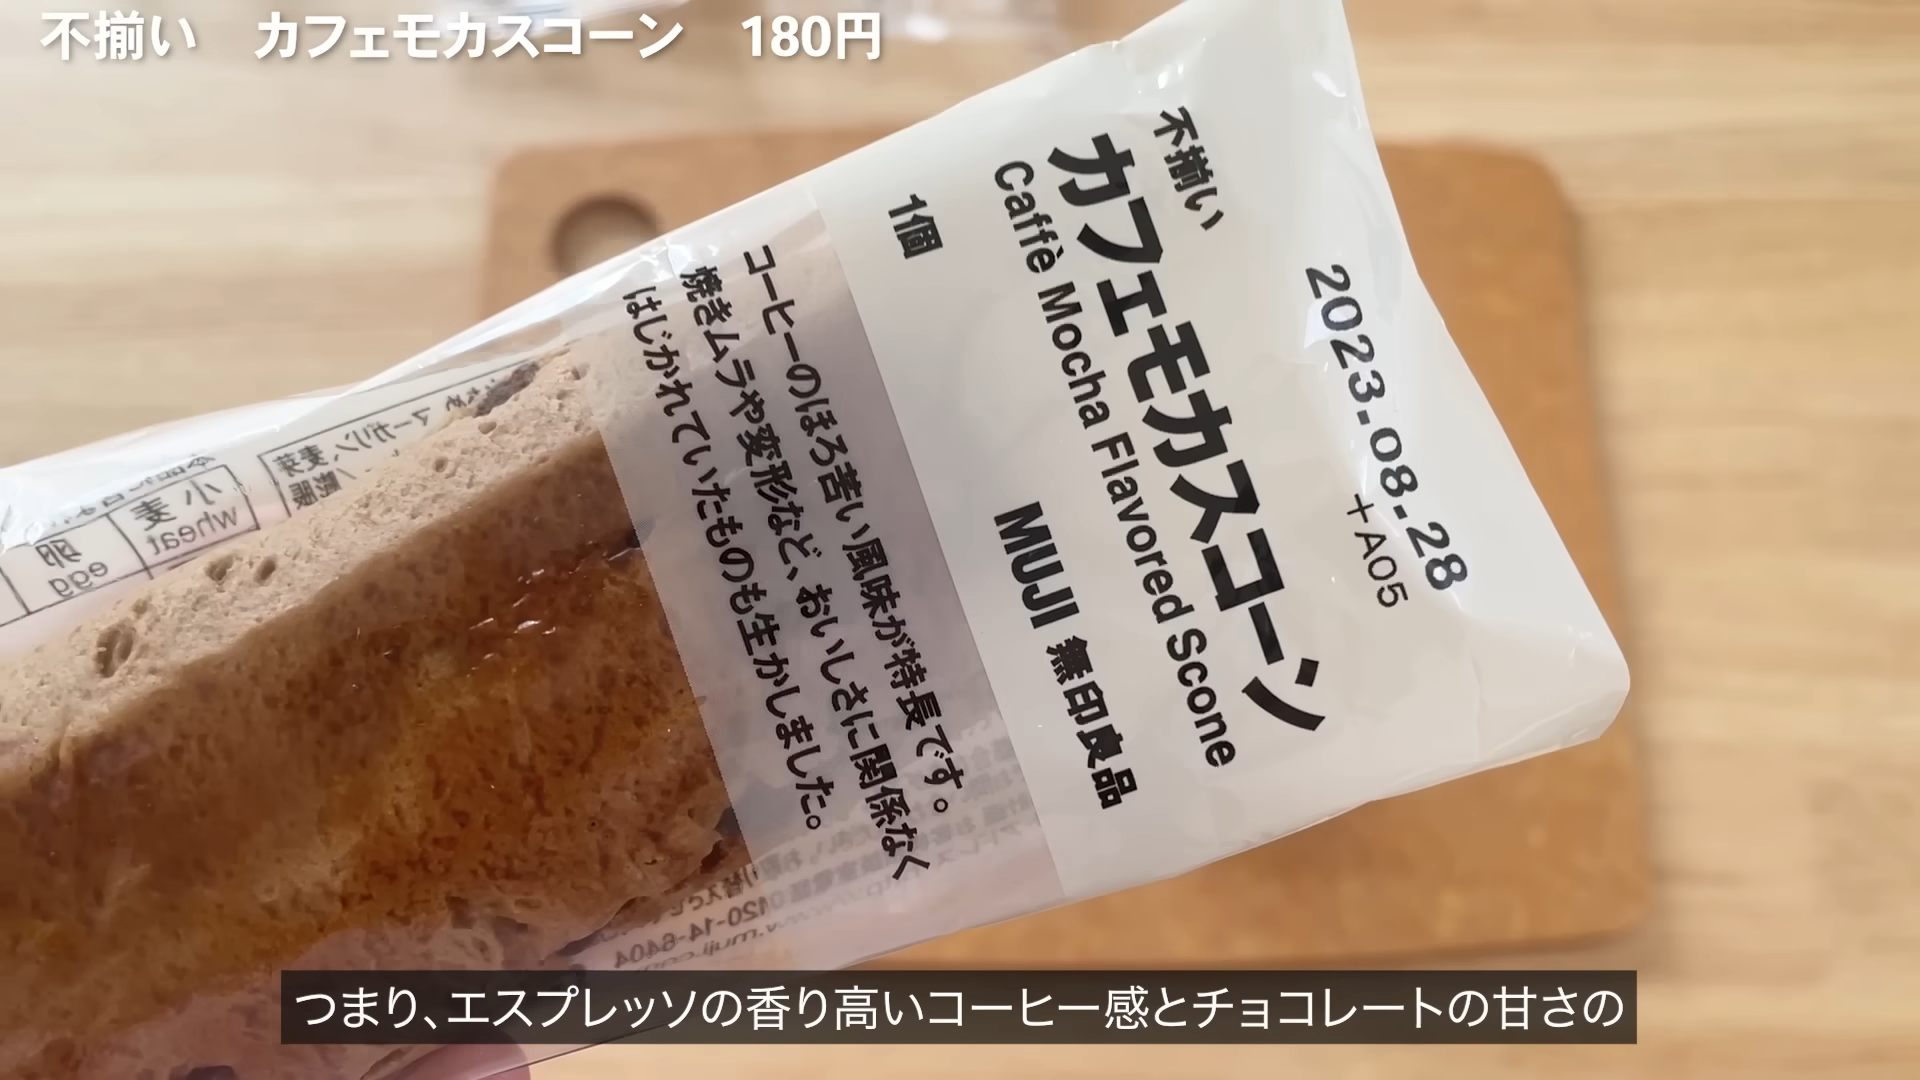 不揃い　カフェモカスコーン　180円
2023.08.28
+A05
不揃い
カフェモカスコーン
Caffè Mocha Flavored Scone
MUJI 無印良品
1個
コーヒーのほろ苦い風味が特長です。
焼きムラや変形など、おいしさに関係なく
はじかれていたものも生かしました。
小麦
wheat
卵
egg
つまり、エスプレッソの香り高いコーヒー感とチョコレートの甘さの